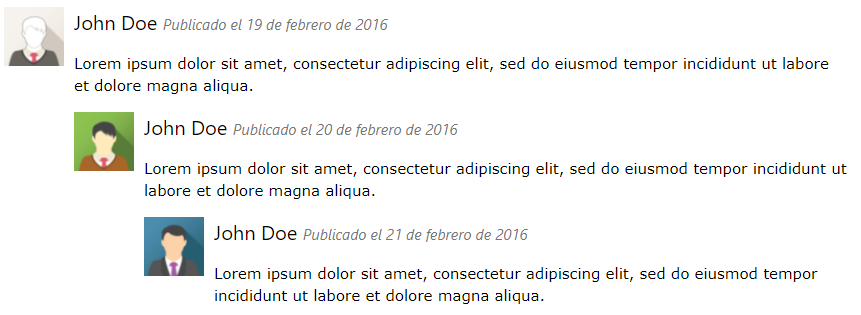 John Doe Publicado el 19 de febrero de 2016
Lorem ipsum dolor sit amet, consectetur adipiscing elit, sed do eiusmod tempor incididunt ut labore
et dolore magna aliqua.
John Doe Publicado el 20 de febrero de 2016
Lorem ipsum dolor sit amet, consectetur adipiscing elit, sed do eiusmod tempor incididunt ut
labore et dolore magna aliqua.
John Doe Publicado el 21 de febrero de 2016
Lorem ipsum dolor sit amet, consectetur adipiscing elit, sed do eiusmod tempor
incididunt ut labore et dolore magna aliqua.